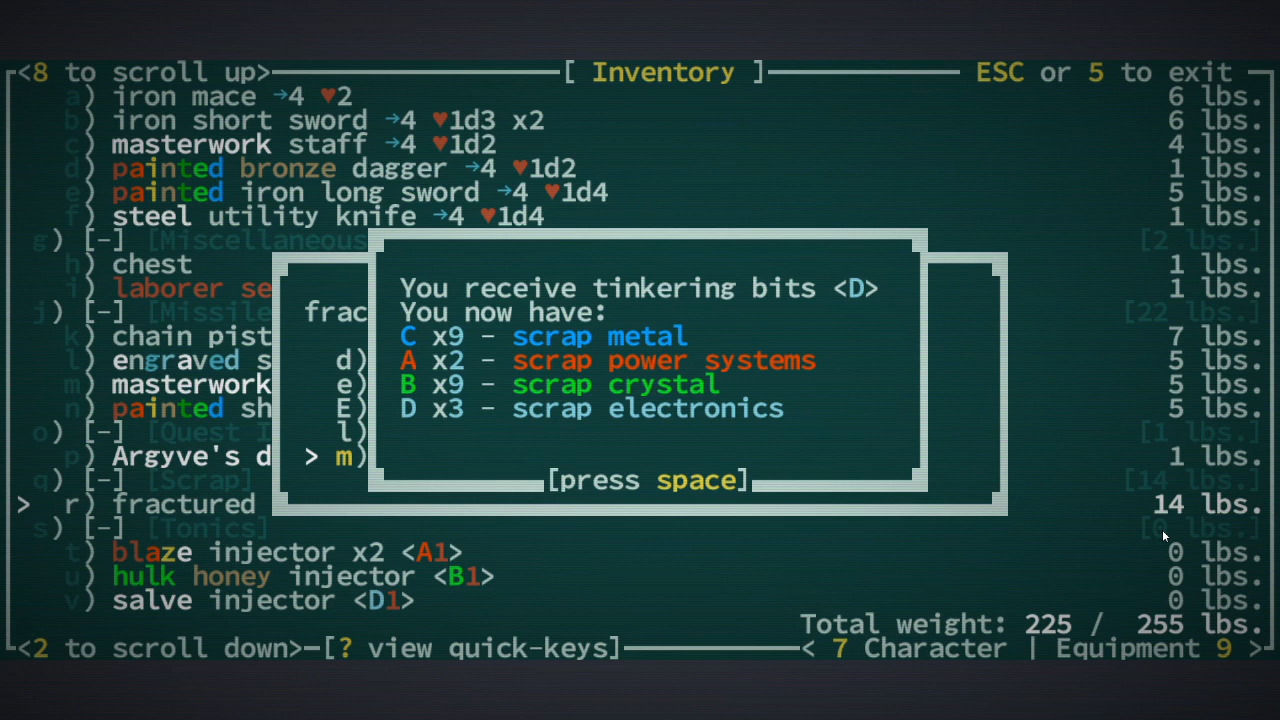 <8 to scroll up> [ Inventory ] ESC or 5 to exit
a) iron mace →4 ♥2 6 lbs.
b) iron short sword →4 ♥1d3 x2 6 lbs.
c) masterwork staff →4 ♥1d2 4 lbs.
d) painted bronze dagger →4 ♥1d2 1 lbs.
e) painted iron long sword →4 ♥1d4 5 lbs.
f) steel utility knife →4 ♥1d4 1 lbs.
g) [-] [Miscellaneous [2 lbs.]
h) chest 1 lbs.
i) laborer se 1 lbs.
j) [-] [Missile [22 lbs.]
k) chain pist 7 lbs.
l) engraved s 5 lbs.
m) masterwork 5 lbs.
n) painted sh 5 lbs.
o) [-] [Quest I [1 lbs.]
p) Argyve's d 1 lbs.
q) [-] [Scrap] [14 lbs.]
> r) fractured 14 lbs.
s) [-] [Tonics] [0 lbs.]
t) blaze injector x2 <A1> 0 lbs.
u) hulk honey injector <B1> 0 lbs.
v) salve injector <D1> 0 lbs.
Total weight: 225 / 255 lbs.
<2 to scroll down> [? view quick-keys] < 7 Character | Equipment 9 >
frac
d)
e)
E)
l)
> m)
You receive tinkering bits <D>
You now have:
C x9 - scrap metal
A x2 - scrap power systems
B x9 - scrap crystal
D x3 - scrap electronics
[press space]